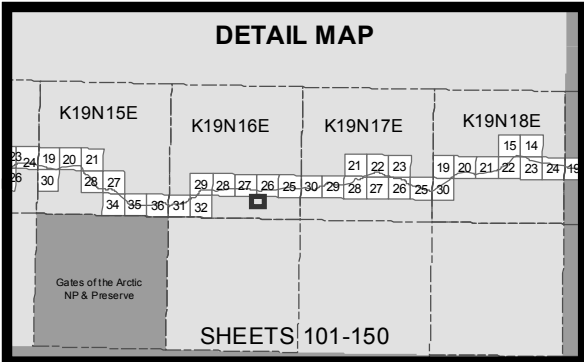 DETAIL MAP
K19N15E
K19N16E
K19N17E
K19N18E
15 14
23 24 19 20 21
21 22 23
19 20 21 22 23 24 19
26 30 28 27
29 28 27 26 25 30 29 28 27 26 25 30
34 35 36 31 32
Gates of the Arctic
NP & Preserve
SHEETS 101-150